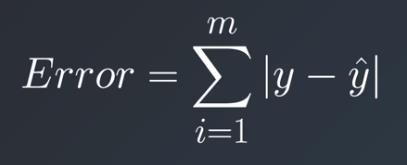 Error = \sum_{i=1}^{m} |y - \hat{y}|